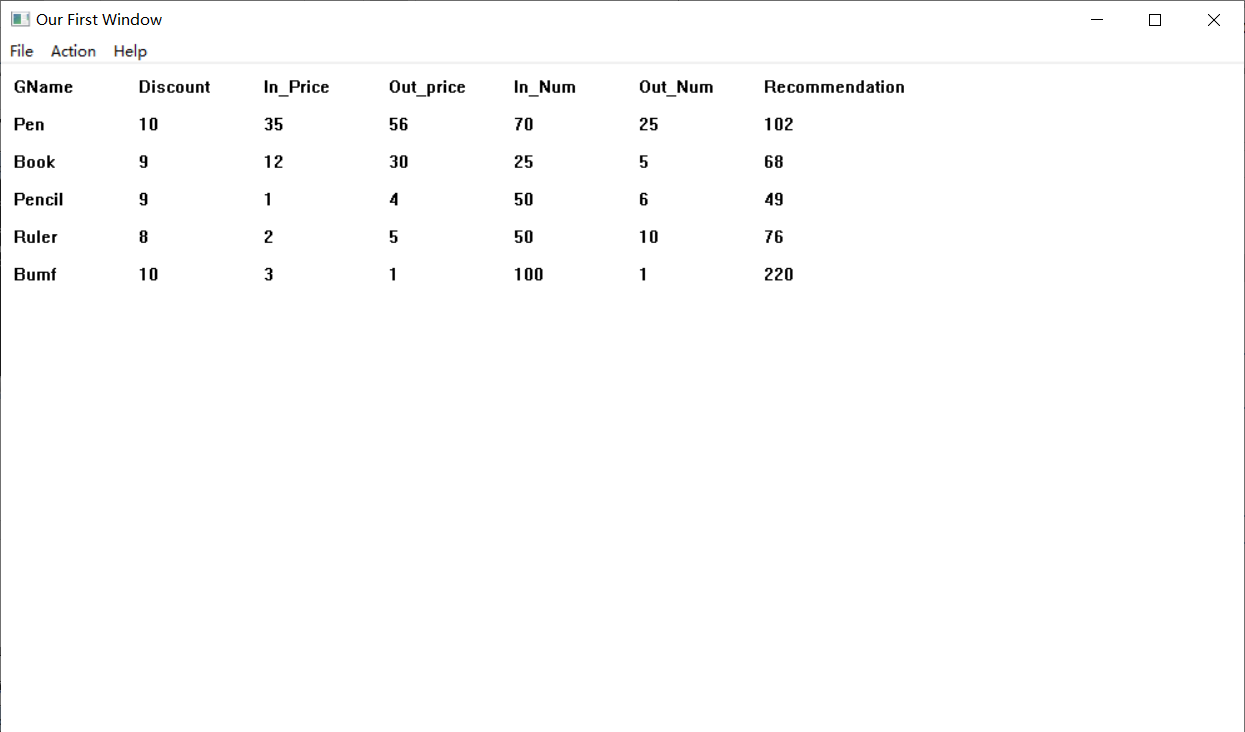 Our First Window
File Action Help
GName Discount In_Price Out_price In_Num Out_Num Recommendation
Pen 10 35 56 70 25 102
Book 9 12 30 25 5 68
Pencil 9 1 4 50 6 49
Ruler 8 2 5 50 10 76
Bumf 10 3 1 100 1 220